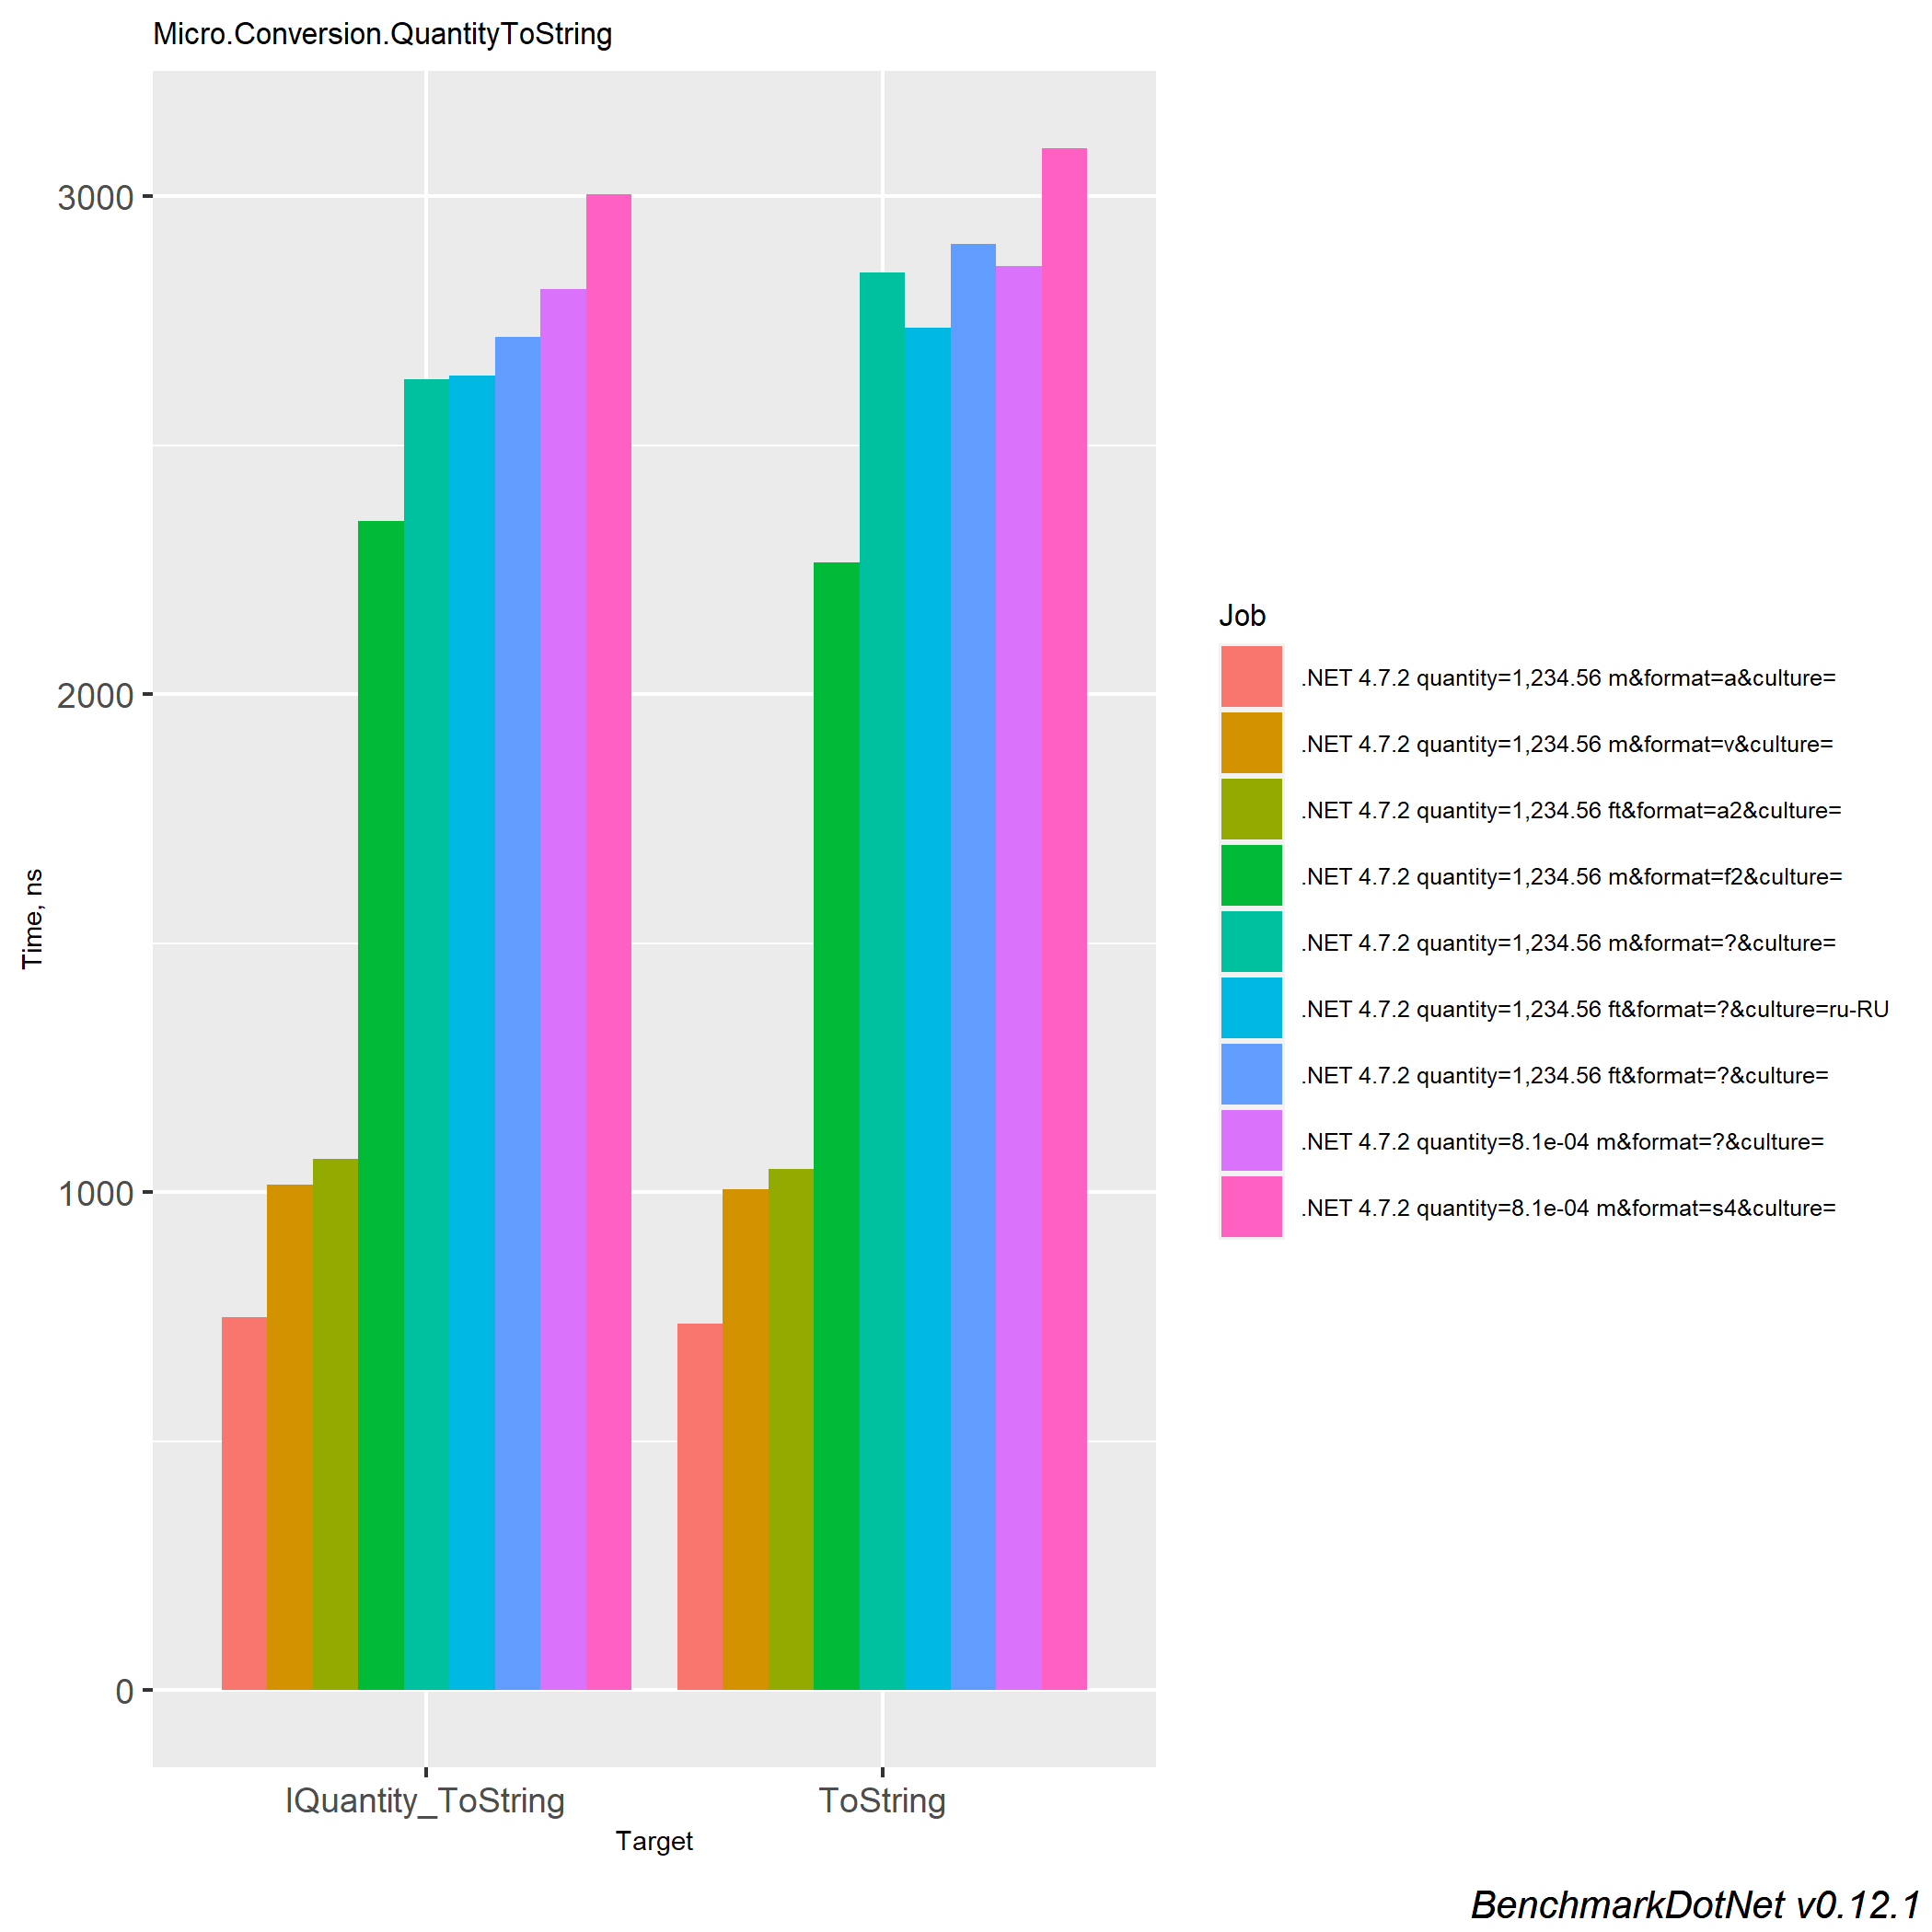 Micro.Conversion.QuantityToString
3000
2000
1000
0
Time, ns
IQuantity_ToString
ToString
Target
Job
.NET 4.7.2 quantity=1,234.56 m&format=a&culture=
.NET 4.7.2 quantity=1,234.56 m&format=v&culture=
.NET 4.7.2 quantity=1,234.56 ft&format=a2&culture=
.NET 4.7.2 quantity=1,234.56 m&format=f2&culture=
.NET 4.7.2 quantity=1,234.56 m&format=?&culture=
.NET 4.7.2 quantity=1,234.56 ft&format=?&culture=ru-RU
.NET 4.7.2 quantity=1,234.56 ft&format=?&culture=
.NET 4.7.2 quantity=8.1e-04 m&format=?&culture=
.NET 4.7.2 quantity=8.1e-04 m&format=s4&culture=
BenchmarkDotNet v0.12.1